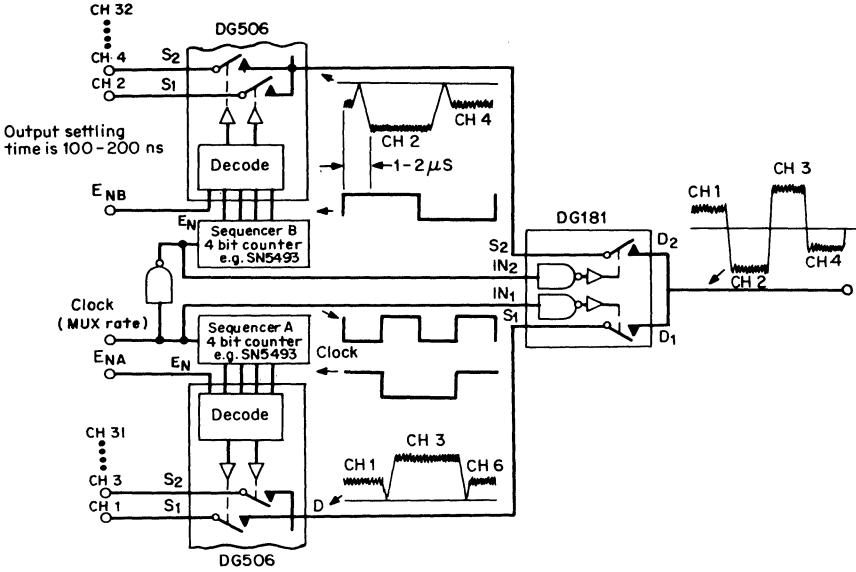 CH 32
DG506
CH 4
S2
CH 2
S1
CH 4
CH 2
1-2μS
Output settling
time is 100-200 ns
Decode
ENB
EN
Sequencer B
4 bit counter
e.g. SN5493
DG181
S2
D2
IN2
IN1
S1
D1
CH 1
CH 3
CH 2
CH 4
Clock
(MUX rate)
Sequencer A
4 bit counter
e.g. SN5493
Clock
ENA
EN
Decode
CH 31
CH 3
S2
CH 1
S1
D
CH 1
CH 3
CH 6
DG506